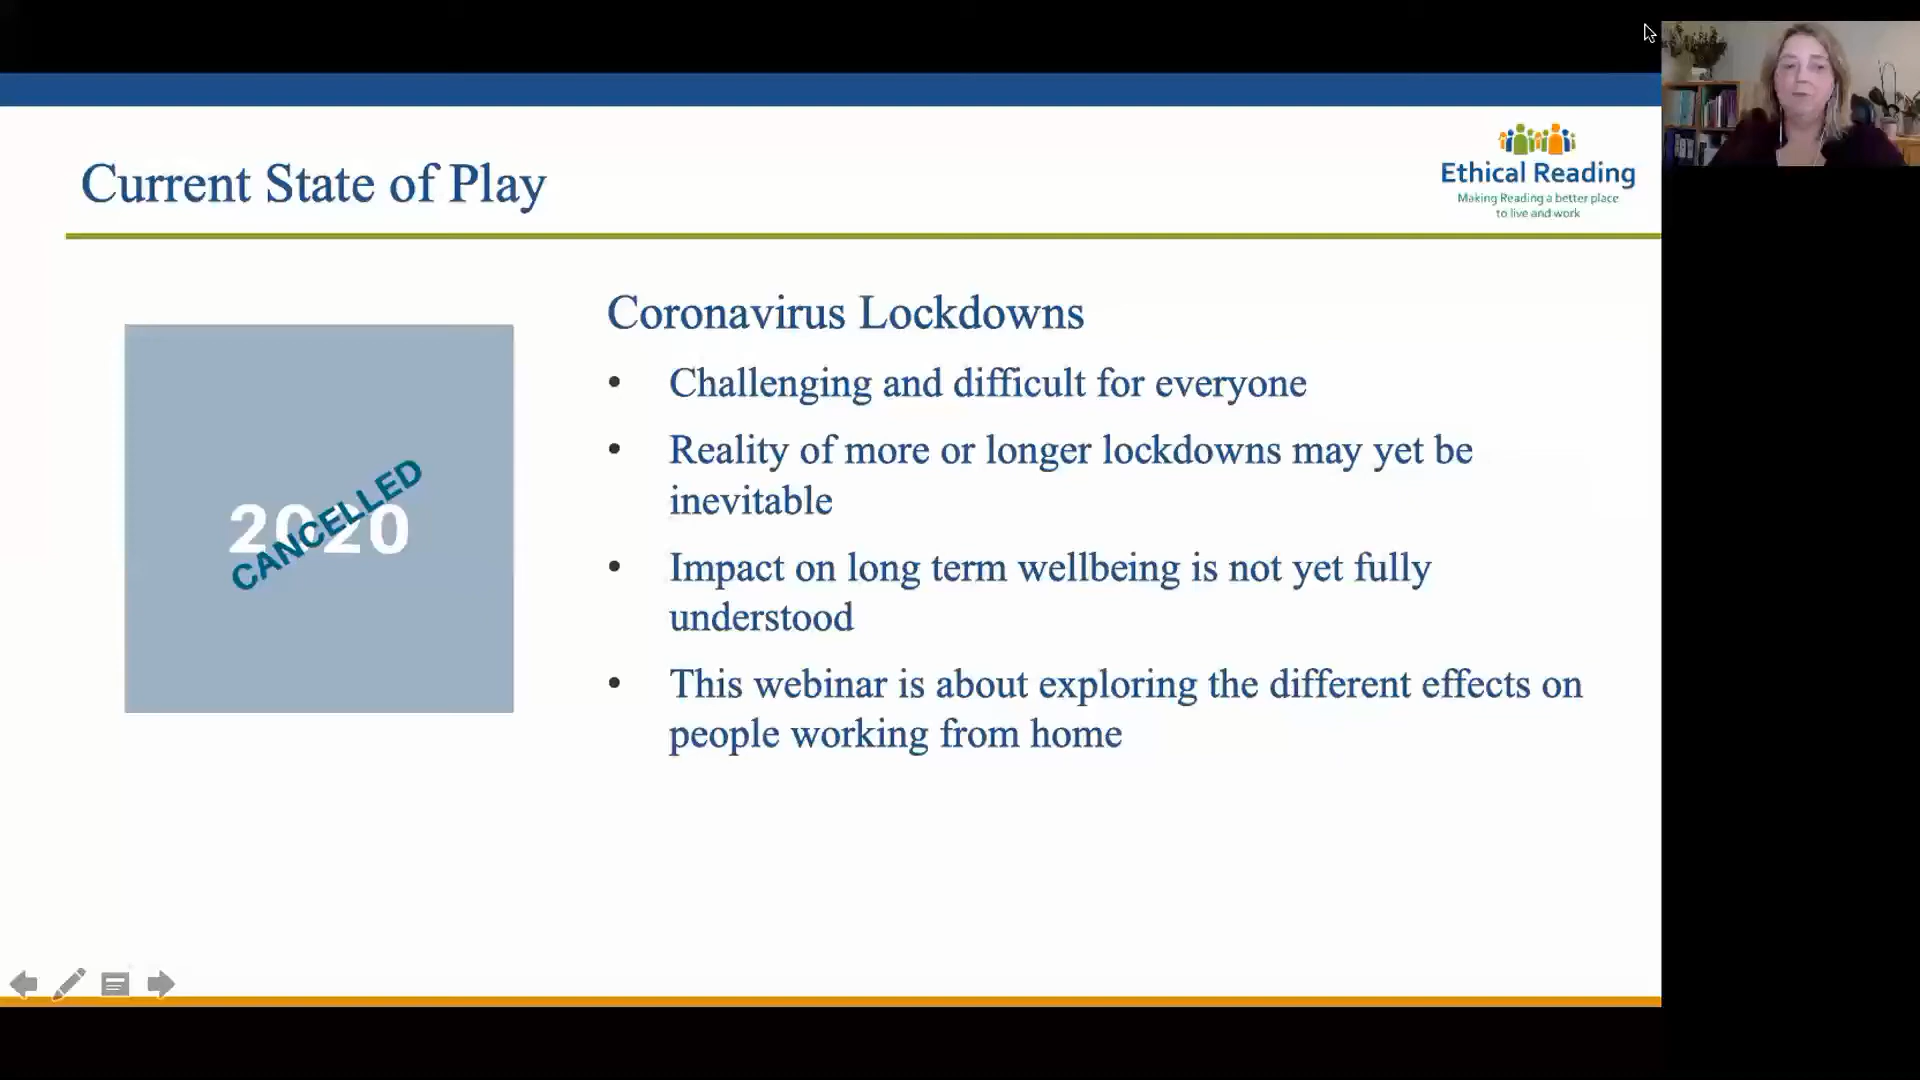 Current State of Play
Ethical Reading
Making Reading a better place
to live and work
2020
CANCELLED
Coronavirus Lockdowns
• Challenging and difficult for everyone
• Reality of more or longer lockdowns may yet be
inevitable
• Impact on long term wellbeing is not yet fully
understood
• This webinar is about exploring the different effects on
people working from home